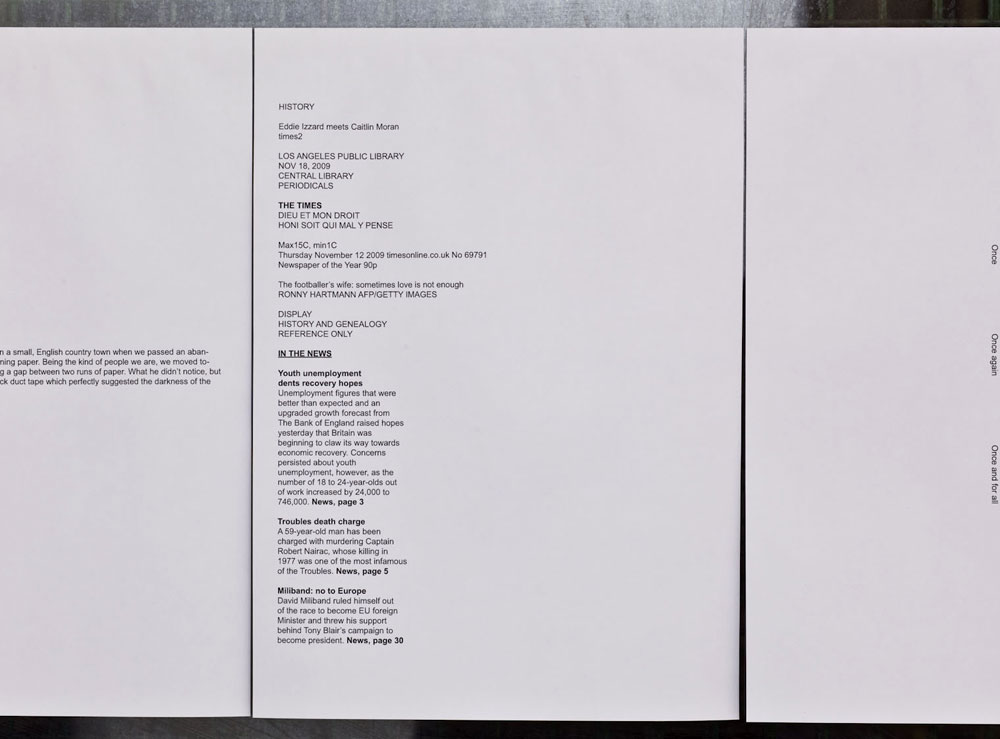 n a small, English country town when we passed an aban-
ning paper. Being the kind of people we are, we moved to-
g a gap between two runs of paper. What he didn't notice, but
ck duct tape which perfectly suggested the darkness of the
HISTORY
Eddie Izzard meets Caitlin Moran
times2
LOS ANGELES PUBLIC LIBRARY
NOV 18, 2009
CENTRAL LIBRARY
PERIODICALS
THE TIMES
DIEU ET MON DROIT
HONI SOIT QUI MAL Y PENSE
Max15C, min1C
Thursday November 12 2009 timesonline.co.uk No 69791
Newspaper of the Year 90p
The footballer's wife: sometimes love is not enough
RONNY HARTMANN AFP/GETTY IMAGES
DISPLAY
HISTORY AND GENEALOGY
REFERENCE ONLY
IN THE NEWS
Youth unemployment
dents recovery hopes
Unemployment figures that were
better than expected and an
upgraded growth forecast from
The Bank of England raised hopes
yesterday that Britain was
beginning to claw its way towards
economic recovery. Concerns
persisted about youth
unemployment, however, as the
number of 18 to 24-year-olds out
of work increased by 24,000 to
746,000. News, page 3
Troubles death charge
A 59-year-old man has been
charged with murdering Captain
Robert Nairac, whose killing in
1977 was one of the most infamous
of the Troubles. News, page 5
Miliband: no to Europe
David Miliband ruled himself out
of the race to become EU foreign
Minister and threw his support
behind Tony Blair's campaign to
become president. News, page 30
Once
Once again
Once and for all